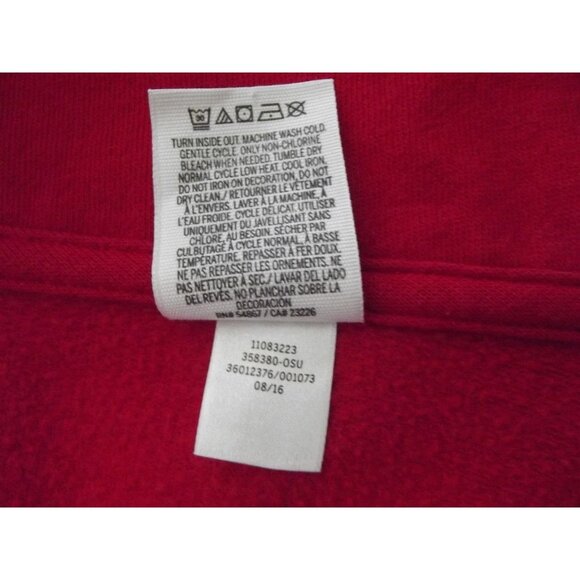 30
TURN INSIDE OUT. MACHINE WASH COLD.
GENTLE CYCLE. ONLY NON-CHLORINE
BLEACH WHEN NEEDED. TUMBLE DRY
NORMAL CYCLE LOW HEAT. COOL IRON.
DO NOT IRON ON DECORATION, DO NOT
DRY CLEAN./ RETOURNER LE VÊTEMENT
À L'ENVERS. LAVER À LA MACHINE, À
L'EAU FROIDE. CYCLE DÉLICAT. UTILISER
UNIQUEMENT DU JAVELLISANT SANS
CHLORE, AU BESOIN. SÉCHER PAR
CULBUTAGE À CYCLE NORMAL, À BASSE
TEMPÉRATURE. REPASSER À FER DOUX.
NE PAS REPASSER LES ORNEMENTS. NE
PAS NETTOYER À SEC./ LAVAR DEL LADO
DEL REVÉS. NO PLANCHAR SOBRE LA
DECORACIÓN
RN# 54867 / CA# 23226
11083223
358380-OSU
36012376/001073
08/16